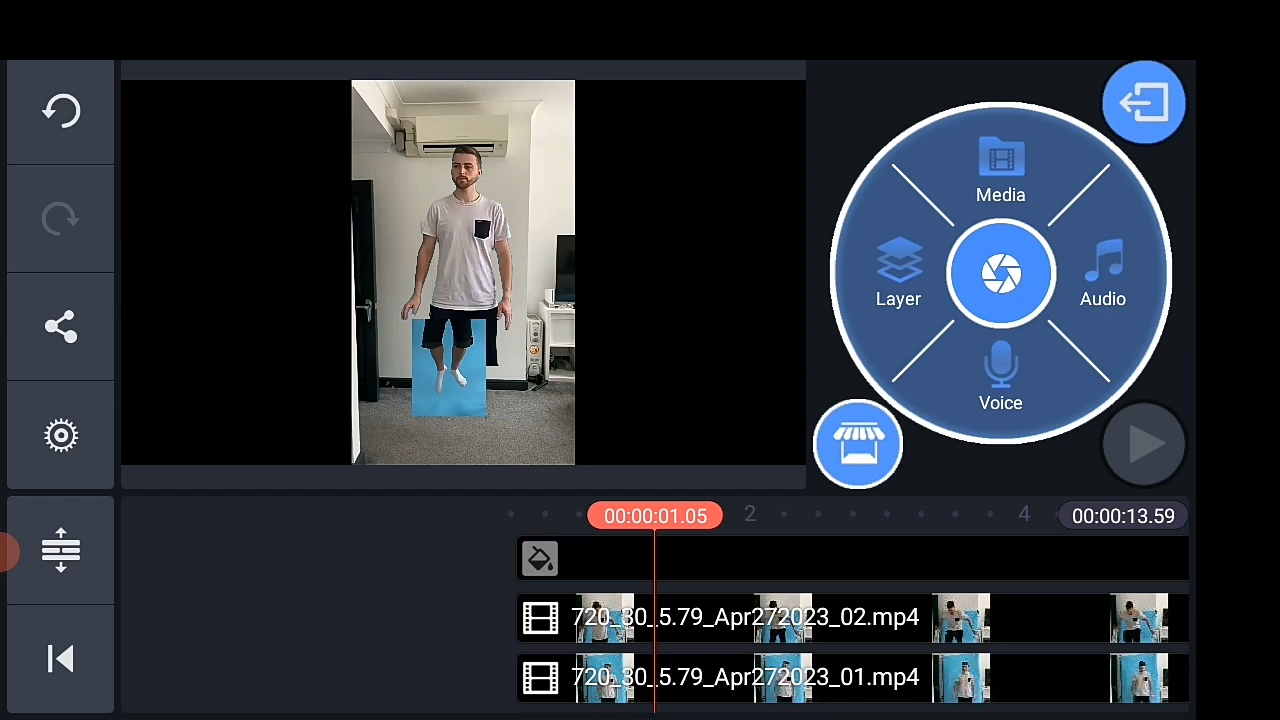 Media
Layer
Audio
Voice
00:00:01.05
2
4
00:00:13.59
720_30_5.79_Apr272023_02.mp4
720_30_5.79_Apr272023_01.mp4